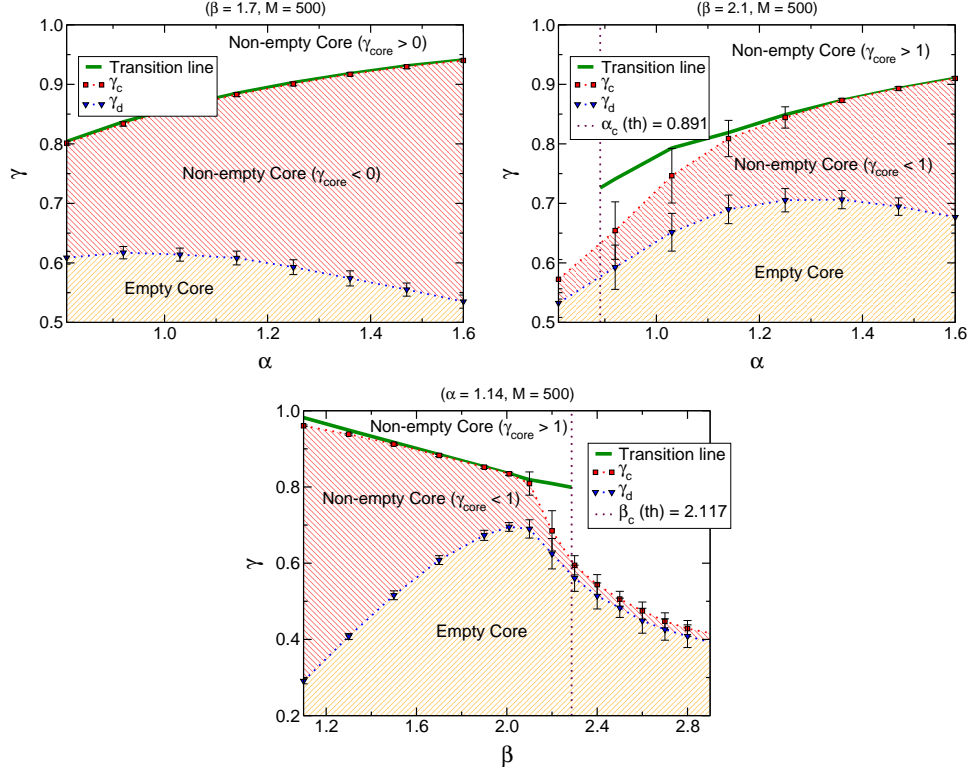 (β = 1.7, M = 500)
Non-empty Core (γcore > 0)
Transition line
γc
γd
Non-empty Core (γcore < 0)
Empty Core
1.0
0.9
0.8
0.7
0.6
0.5
γ
1.0
1.2
1.4
1.6
α
(β = 2.1, M = 500)
Non-empty Core (γcore > 1)
Transition line
γc
γd
αc (th) = 0.891
Non-empty Core (γcore < 1)
Empty Core
1.0
0.9
0.8
0.7
0.6
0.5
γ
1.0
1.2
1.4
1.6
α
(α = 1.14, M = 500)
Non-empty Core (γcore > 1)
Transition line
γc
γd
βc (th) = 2.117
Non-empty Core (γcore < 1)
Empty Core
1.0
0.8
0.6
0.4
0.2
γ
1.2
1.6
2.0
2.4
2.8
β